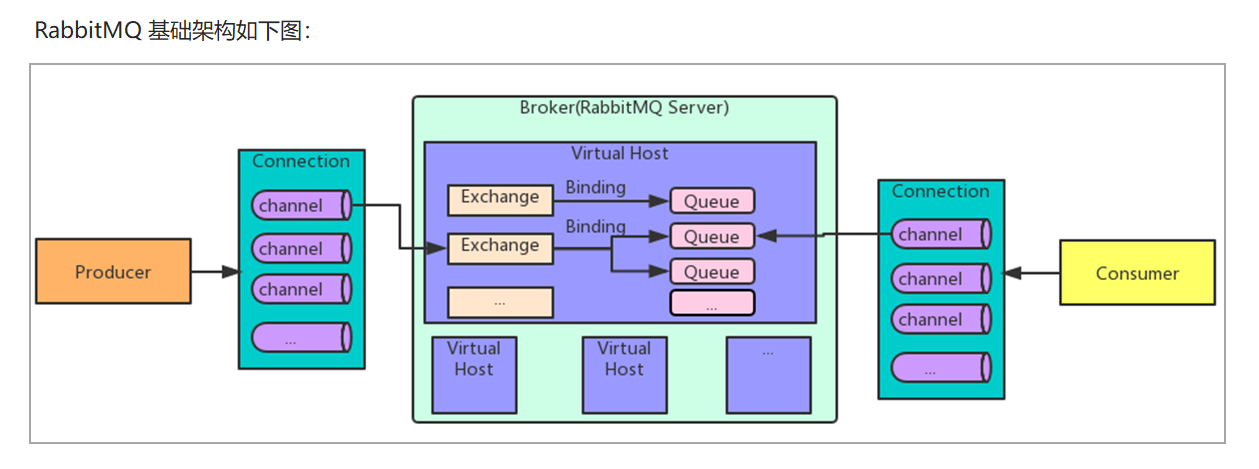 RabbitMQ 基础架构如下图：
Broker(RabbitMQ Server)
Virtual Host
Connection
channel
channel
channel
...
Producer
Exchange
Binding
Queue
Exchange
Binding
Queue
Queue
...
...
Virtual
Host
Virtual
Host
...
Connection
channel
channel
channel
...
Consumer